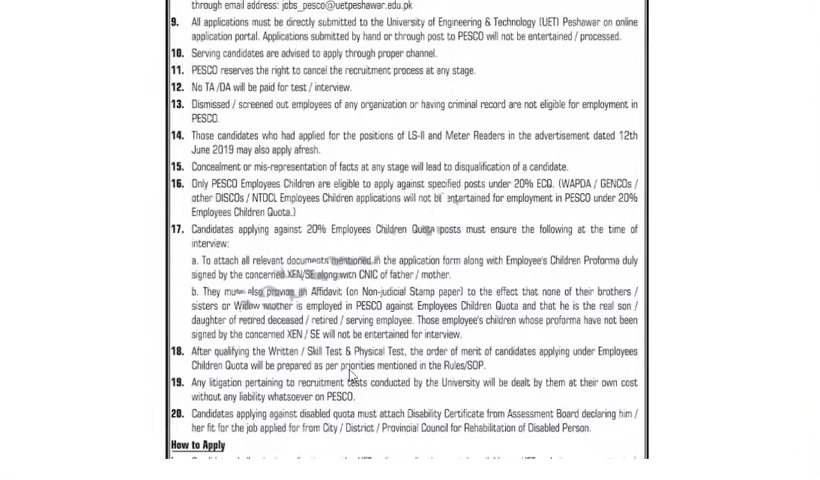 through email address: jobs_pesco@uetpeshawar.edu.pk
9. All applications must be directly submitted to the University of Engineering & Technology (UET) Peshawar on online
application portal. Applications submitted by hand or through post to PESCO will not be entertained / processed.
10. Serving candidates are advised to apply through proper channel.
11. PESCO reserves the right to cancel the recruitment process at any stage.
12. No TA /DA will be paid for test / interview.
13. Dismissed / screened out employees of any organization or having criminal record are not eligible for employment in
PESCO.
14. Those candidates who had applied for the positions of LS-II and Meter Readers in the advertisement dated 12th
June 2019 may also apply afresh.
15. Concealment or mis-representation of facts at any stage will lead to disqualification of a candidate.
16. Only PESCO Employees Children are eligible to apply against specified posts under 20% ECQ. (WAPDA / GENCOs /
other DISCOs / NTDCL Employees Children applications will not be entertained for employment in PESCO under 20%
Employees Children Quota.)
17. Candidates applying against 20% Employees Children Quota posts must ensure the following at the time of
interview:
a. To attach all relevant documents mentioned in the application form along with Employee's Children Proforma duly
signed by the concerned XEN/SE along with CNIC of father / mother.
b. They must also provide an Affidavit (on Non-judicial Stamp paper) to the effect that none of their brothers /
sisters or Widow mother is employed in PESCO against Employees Children Quota and that he is the real son /
daughter of retired deceased / retired / serving employee. Those employee's children whose proforma have not been
signed by the concerned XEN / SE will not be entertained for interview.
18. After qualifying the Written / Skill Test & Physical Test, the order of merit of candidates applying under Employees
Children Quota will be prepared as per priorities mentioned in the Rules/SOP.
19. Any litigation pertaining to recruitment tests conducted by the University will be dealt by them at their own cost
without any liability whatsoever on PESCO.
20. Candidates applying against disabled quota must attach Disability Certificate from Assessment Board declaring him /
her fit for the job applied for from City / District / Provincial Council for Rehabilitation of Disabled Person.
How to Apply